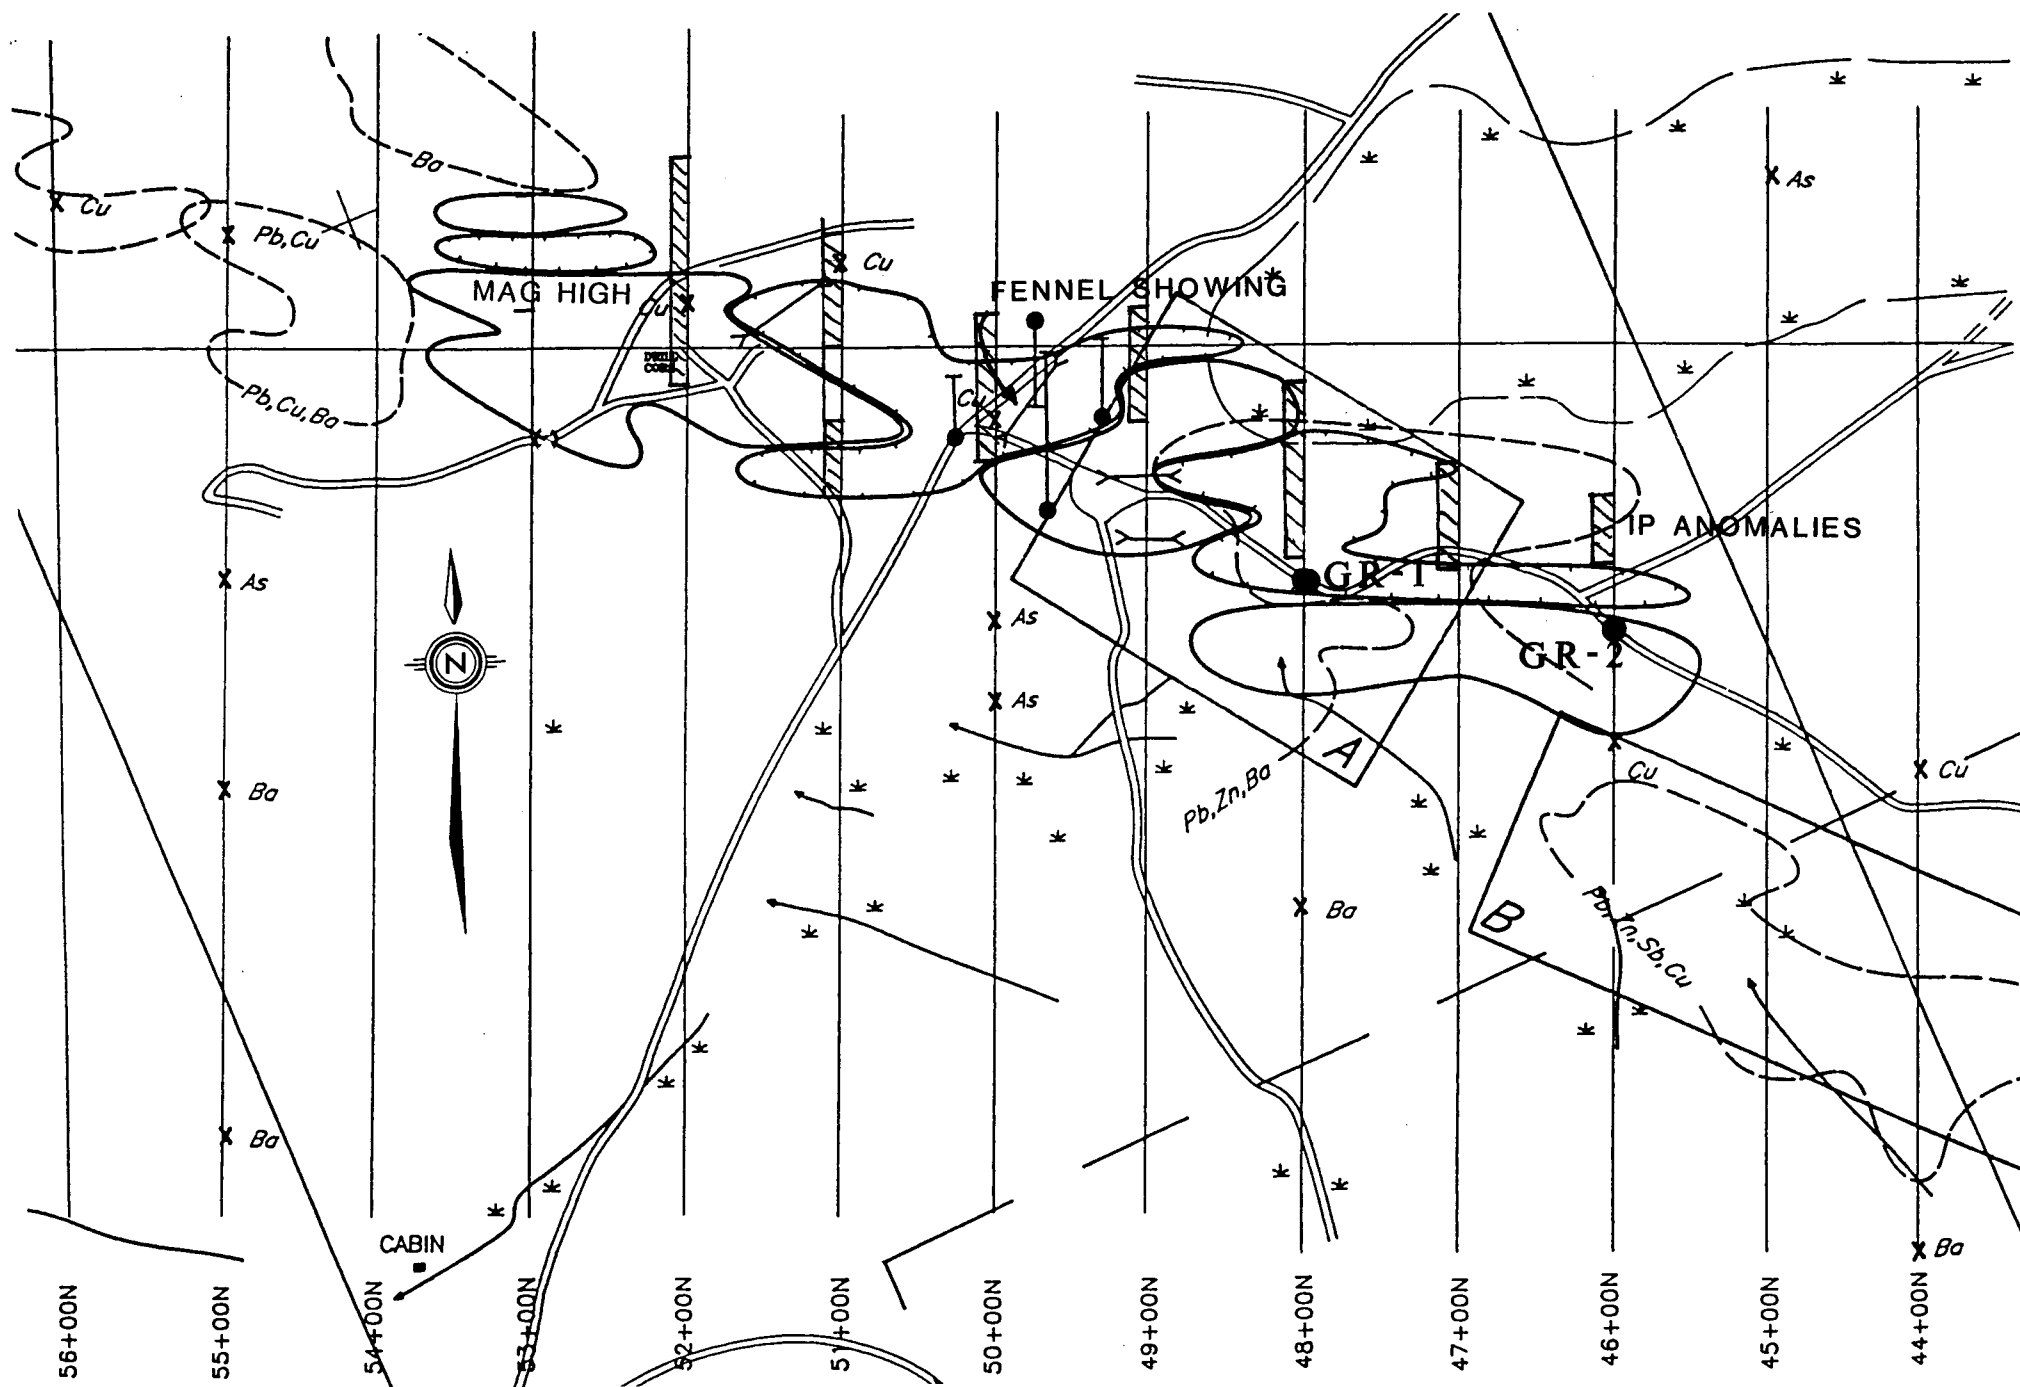 As
Ba
Cu
Pb,Cu
Cu
FENNEL SHOWING
MAG HIGH
Cu
DRILL
CORE
Pb,Cu,Ba
Cu
IP ANOMALIES
As
GR-1
As
N
GR-2
As
A
Pb,Zn,Ba
Cu
Cu
Ba
Ba
B
Pb,Zn,Sb,Cu
Ba
CABIN
Ba
56+00N
55+00N
54+00N
53+00N
52+00N
51+00N
50+00N
49+00N
48+00N
47+00N
46+00N
45+00N
44+00N